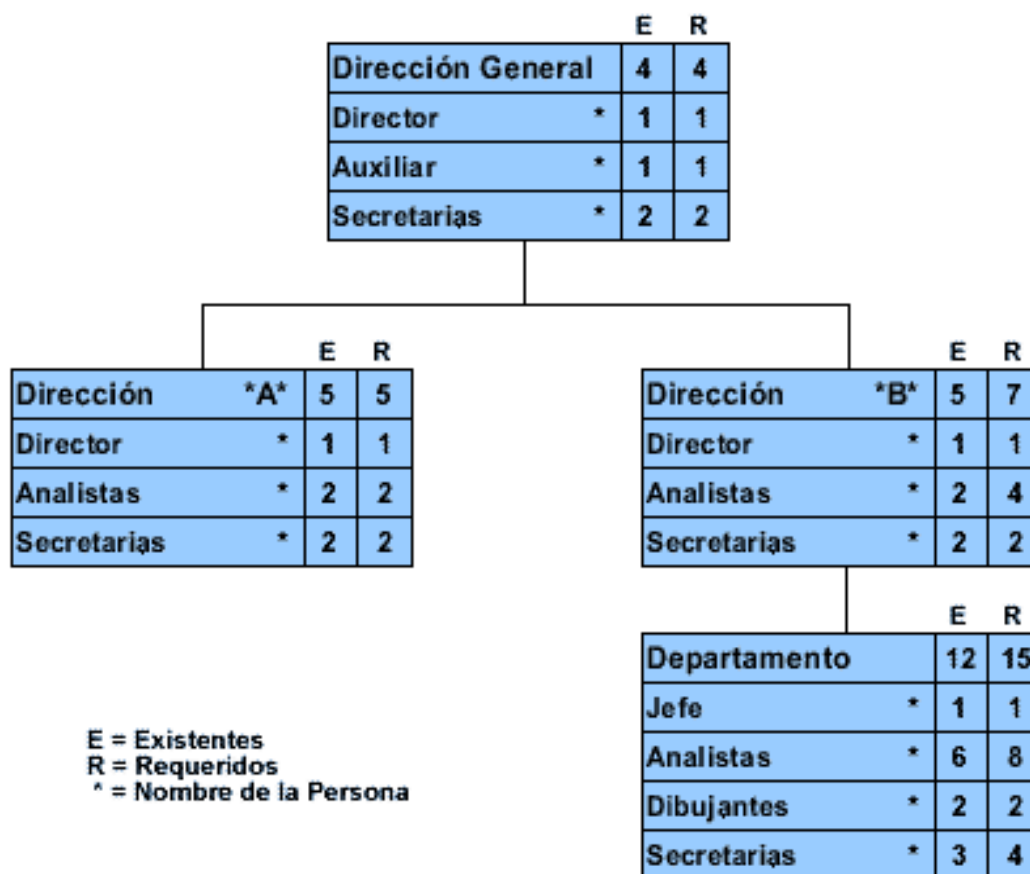 E R
Dirección General 4 4
Director * 1 1
Auxiliar * 1 1
Secretarias * 2 2
E R
Dirección *A* 5 5
Director * 1 1
Analistas * 2 2
Secretarias * 2 2
E R
Dirección *B* 5 7
Director * 1 1
Analistas * 2 4
Secretarias * 2 2
E R
Departamento 12 15
Jefe * 1 1
Analistas * 6 8
Dibujantes * 2 2
Secretarias * 3 4
E = Existentes
R = Requeridos
* = Nombre de la Persona